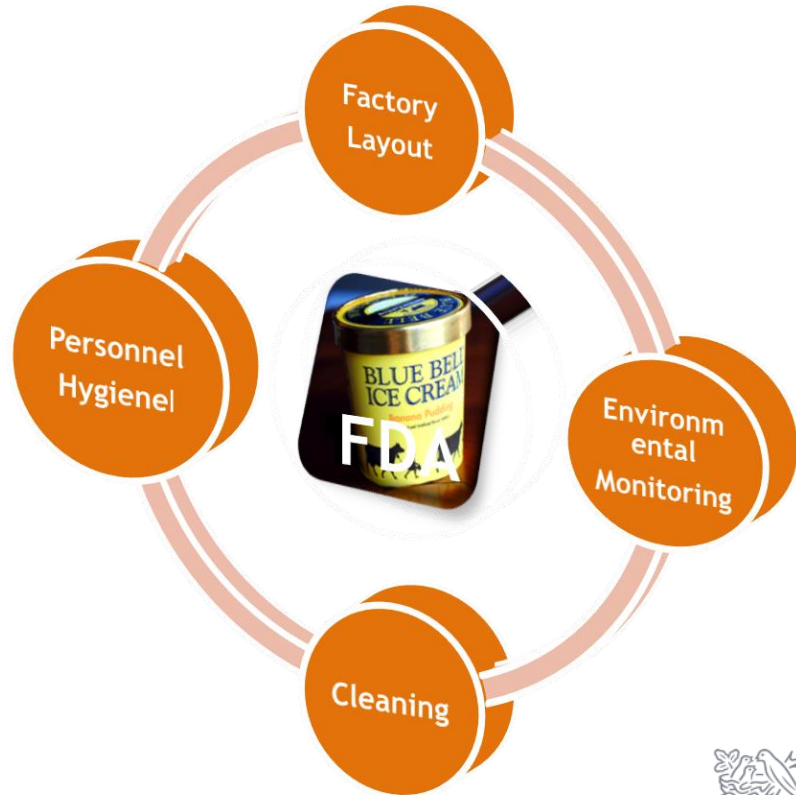 Factory
Layout
Personnel
Hygienel
Environm
ental
Monitoring
Cleaning
BLUE BELL
ICE CREAM
Banana Pudding
FDA